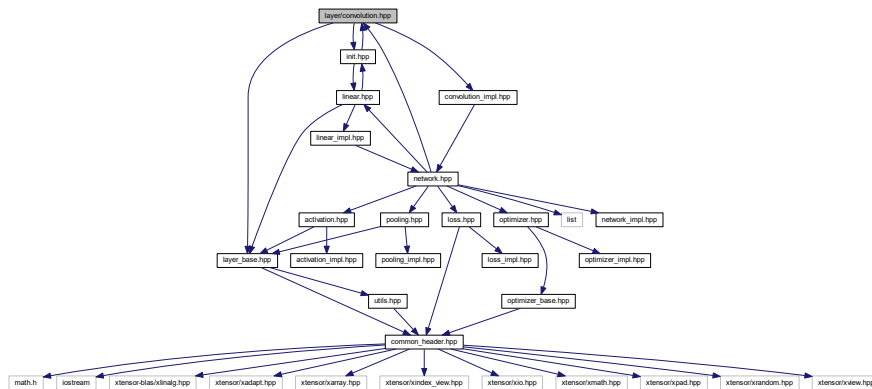 layer/convolution.hpp
init.hpp
linear.hpp
convolution_impl.hpp
linear_impl.hpp
network.hpp
activation.hpp
pooling.hpp
loss.hpp
optimizer.hpp
list
network_impl.hpp
layer_base.hpp
activation_impl.hpp
pooling_impl.hpp
loss_impl.hpp
optimizer_impl.hpp
utils.hpp
optimizer_base.hpp
common_header.hpp
math.h
iostream
xtensor-blas/xlinalg.hpp
xtensor/xadapt.hpp
xtensor/xarray.hpp
xtensor/xindex_view.hpp
xtensor/xio.hpp
xtensor/xmath.hpp
xtensor/xpad.hpp
xtensor/xrandom.hpp
xtensor/xview.hpp